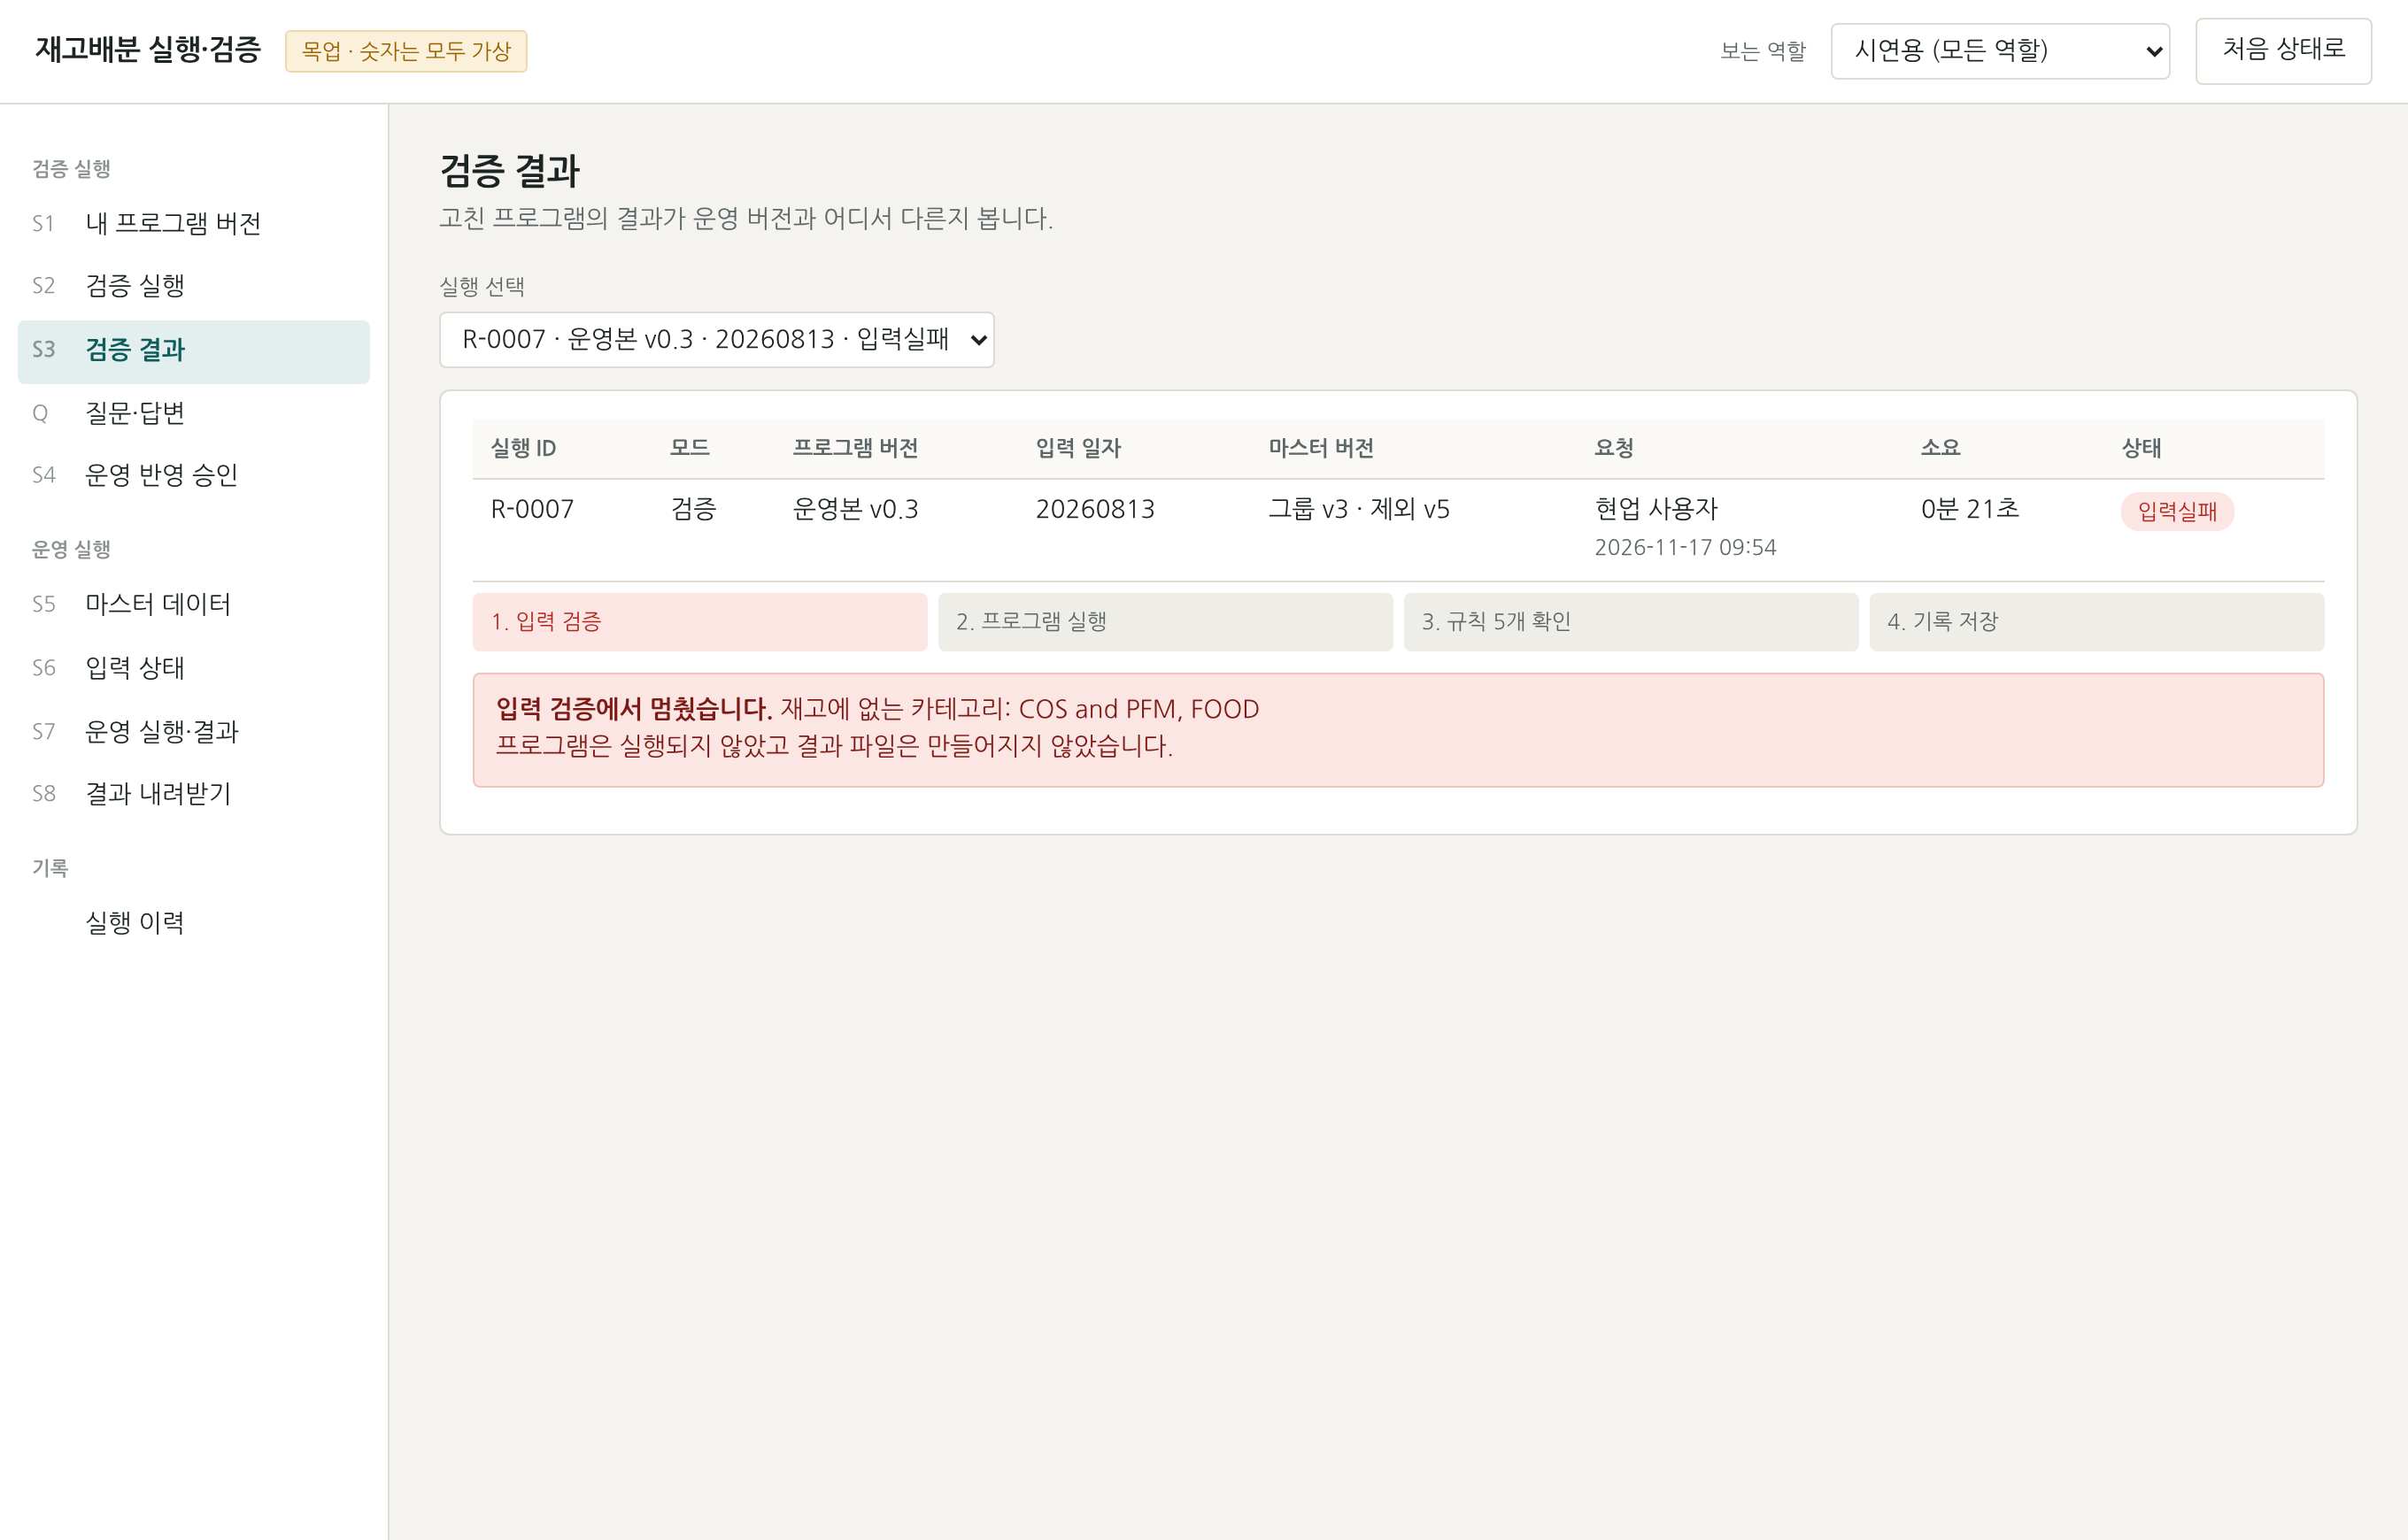 재고배분 실행·검증
목업 · 숫자는 모두 가상
보는 역할
시연용 (모든 역할)
처음 상태로
검증 실행
S1 내 프로그램 버전
S2 검증 실행
S3 검증 결과
Q 질문·답변
S4 운영 반영 승인
운영 실행
S5 마스터 데이터
S6 입력 상태
S7 운영 실행·결과
S8 결과 내려받기
기록
실행 이력
검증 결과
고친 프로그램의 결과가 운영 버전과 어디서 다른지 봅니다.
실행 선택
R-0007 · 운영본 v0.3 · 20260813 · 입력실패
실행 ID 모드 프로그램 버전 입력 일자 마스터 버전 요청 소요 상태
R-0007 검증 운영본 v0.3 20260813 그룹 v3 · 제외 v5 현업 사용자 0분 21초 입력실패
2026-11-17 09:54
1. 입력 검증 2. 프로그램 실행 3. 규칙 5개 확인 4. 기록 저장
입력 검증에서 멈췄습니다. 재고에 없는 카테고리: COS and PFM, FOOD
프로그램은 실행되지 않았고 결과 파일은 만들어지지 않았습니다.